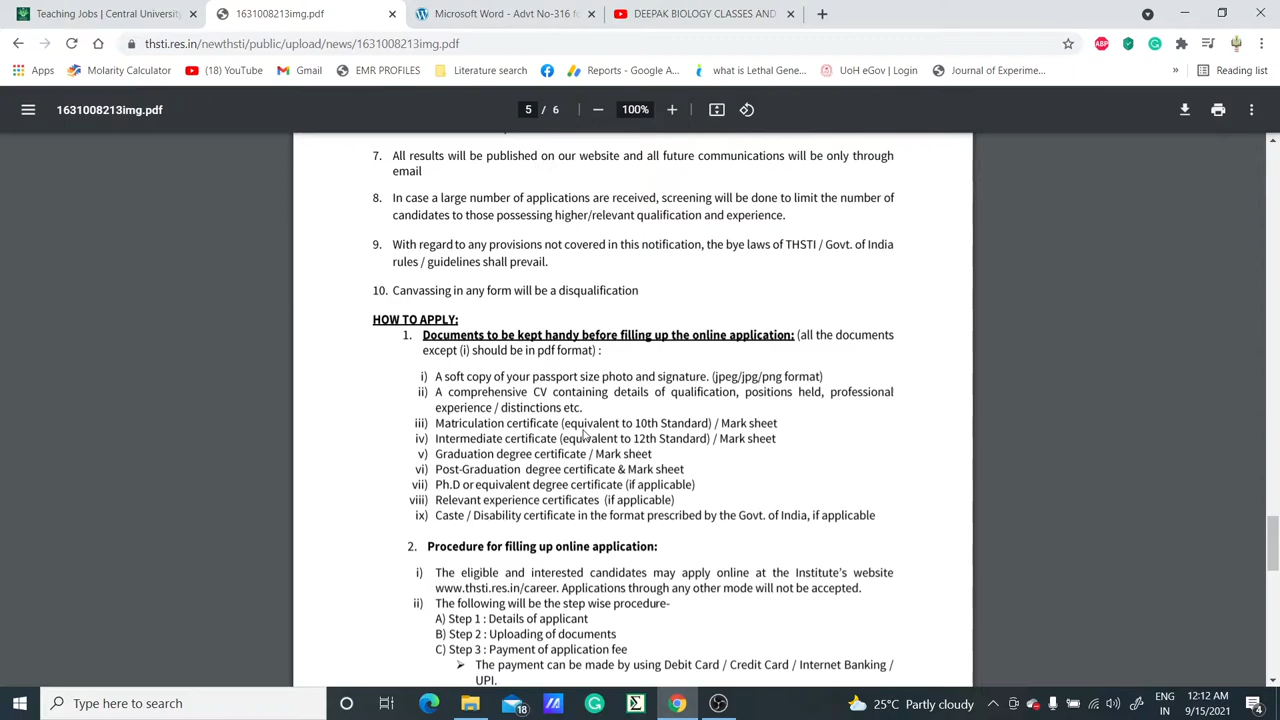 Teaching Jobs | Central University
1631008213img.pdf
Microsoft Word - Advt No-316 fo
DEEPAK BIOLOGY CLASSES AND
thsti.res.in/newthsti/public/upload/news/1631008213img.pdf
Apps
Molarity Calculator
(18) YouTube
Gmail
EMR PROFILES
Literature search
Reports - Google A...
what is Lethal Gene...
UoH eGov | Login
Journal of Experime...
»
Reading list
1631008213img.pdf
5 / 6
100%
7. All results will be published on our website and all future communications will be only through
email
8. In case a large number of applications are received, screening will be done to limit the number of
candidates to those possessing higher/relevant qualification and experience.
9. With regard to any provisions not covered in this notification, the bye laws of THSTI / Govt. of India
rules / guidelines shall prevail.
10. Canvassing in any form will be a disqualification
HOW TO APPLY:
1. Documents to be kept handy before filling up the online application: (all the documents
except (i) should be in pdf format) :
i) A soft copy of your passport size photo and signature. (jpeg/jpg/png format)
ii) A comprehensive CV containing details of qualification, positions held, professional
experience / distinctions etc.
iii) Matriculation certificate (equivalent to 10th Standard) / Mark sheet
iv) Intermediate certificate (equivalent to 12th Standard) / Mark sheet
v) Graduation degree certificate / Mark sheet
vi) Post-Graduation degree certificate & Mark sheet
vii) Ph.D or equivalent degree certificate (if applicable)
viii) Relevant experience certificates (if applicable)
ix) Caste / Disability certificate in the format prescribed by the Govt. of India, if applicable
2. Procedure for filling up online application:
i) The eligible and interested candidates may apply online at the Institute's website
www.thsti.res.in/career. Applications through any other mode will not be accepted.
ii) The following will be the step wise procedure-
A) Step 1 : Details of applicant
B) Step 2 : Uploading of documents
C) Step 3 : Payment of application fee
➢ The payment can be made by using Debit Card / Credit Card / Internet Banking /
UPI.
Type here to search
18
25°C Partly cloudy
ENG
IN
12:12 AM
9/15/2021
4